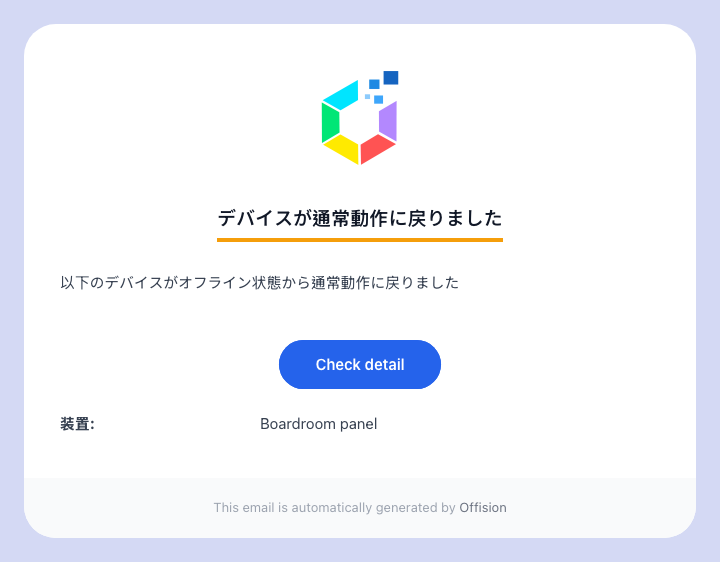 デバイスが通常動作に戻りました
以下のデバイスがオフライン状態から通常動作に戻りました
Check detail
装置: Boardroom panel
This email is automatically generated by Offision